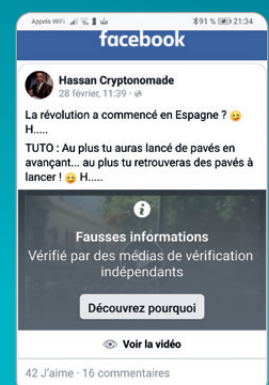 Appels WiFi 91 % 21:34
facebook
Hassan Cryptonomade
28 février, 11:39 ·
La révolution a commencé en Espagne ? 😉
H.....
TUTO : Au plus tu auras lancé de pavés en
avançant... au plus tu retrouveras des pavés à
lancer ! 😉 H.....
Fausses informations
Vérifié par des médias de vérification
indépendants
Découvrez pourquoi
Voir la vidéo
42 J'aime · 16 commentaires